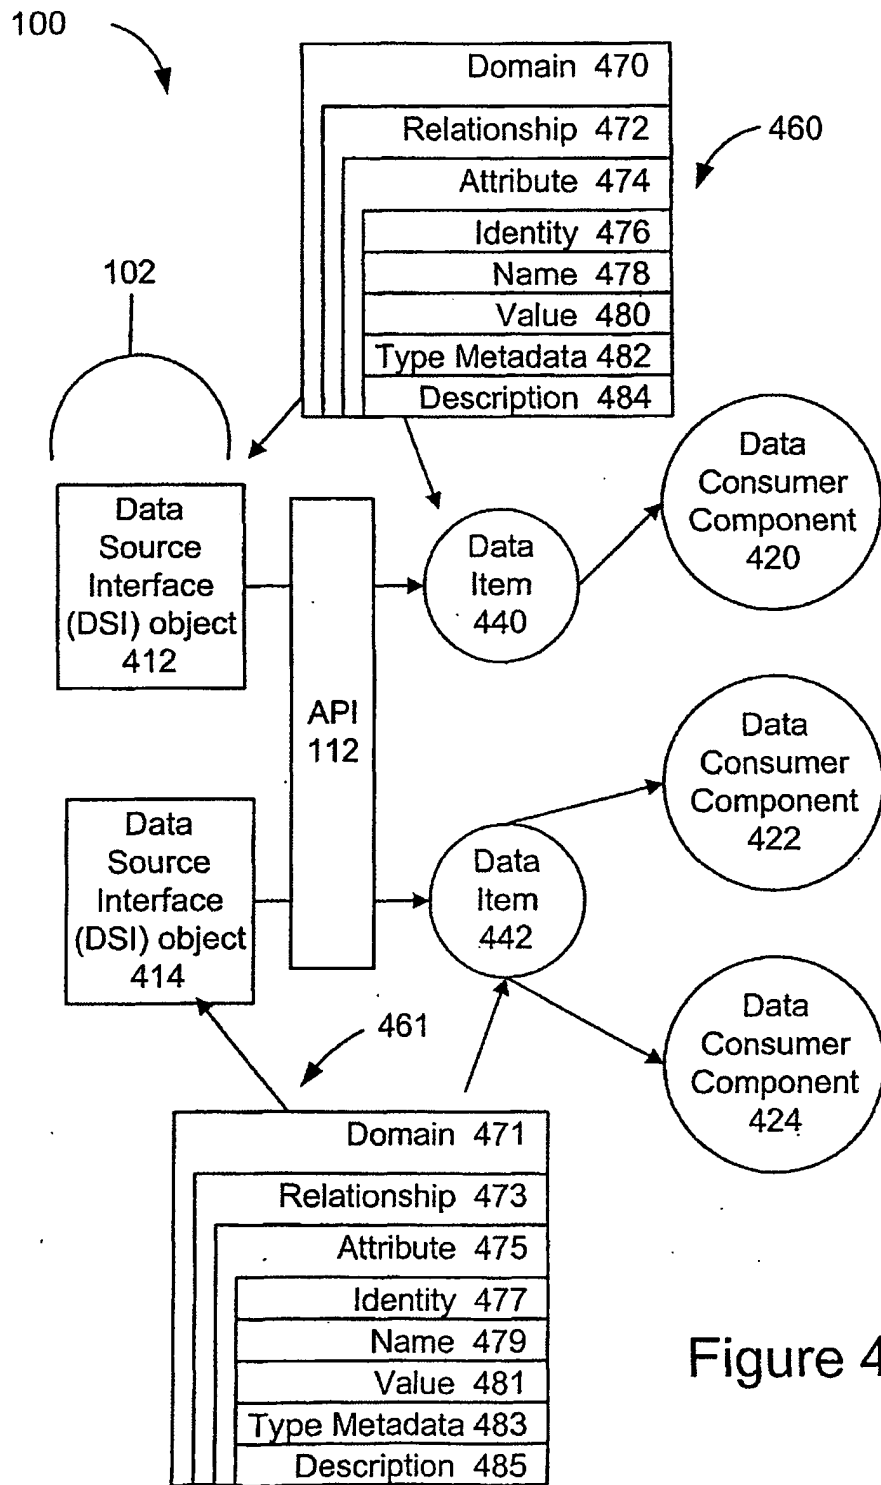 100
Domain 470
Relationship 472
460
Attribute 474
Identity 476
Name 478
Value 480
Type Metadata 482
Description 484
102
Data
Source
Interface
(DSI) object
412
API
112
Data
Item
440
Data
Consumer
Component
420
Data
Consumer
Component
422
Data
Source
Interface
(DSI) object
414
Data
Item
442
Data
Consumer
Component
424
461
Domain 471
Relationship 473
Attribute 475
Identity 477
Name 479
Value 481
Type Metadata 483
Description 485
Figure 4